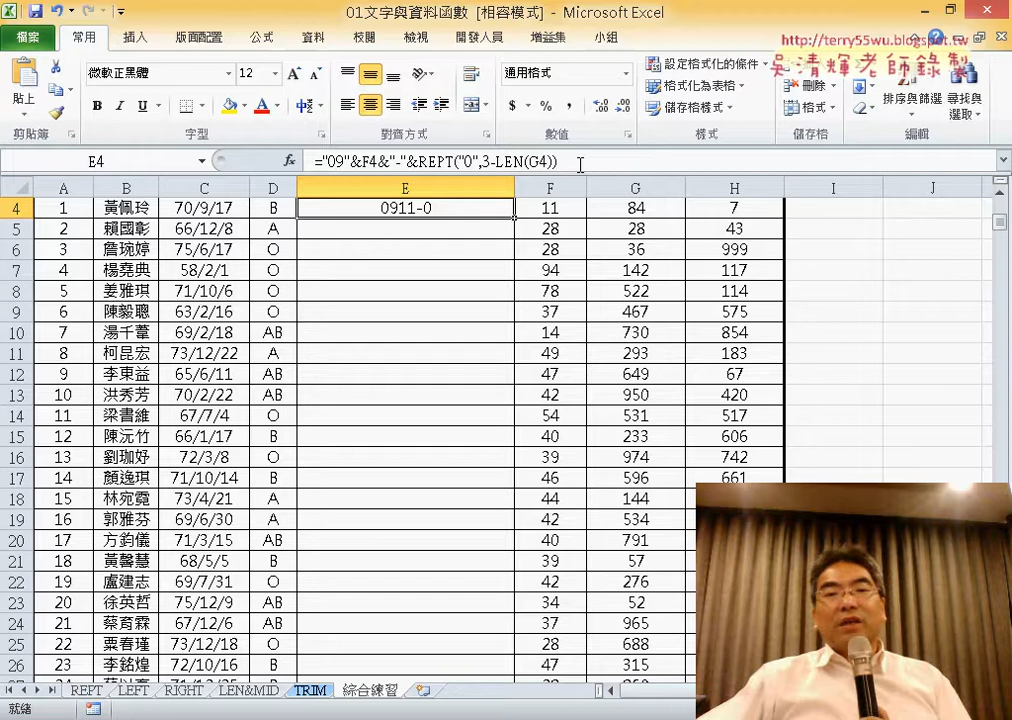 01文字與資料函數 [相容模式] - Microsoft Excel
檔案 常用 插入 版面配置 公式 資料 校閱 檢視 開發人員 增益集 小組
http://terry55wu.blogspot.tw
吳清輝老師錄製
貼上 微軟正黑體 12 通用格式 設定格式化的條件 格式化為表格 儲存格樣式 刪除 格式 排序與篩選 尋找與選取
B I U $ % ,
剪貼簿 字型 對齊方式 數值 樣式 儲存格 編輯
E4 fx ="09"&F4&"-"&REPT("0",3-LEN(G4))
A B C D E F G H I J
4 1 黃佩玲 70/9/17 B 0911-0 11 84 7
5 2 賴國彰 66/12/8 A 28 28 43
6 3 詹琬婷 75/6/17 O 28 36 999
7 4 楊堯典 58/2/1 O 94 142 117
8 5 姜雅琪 71/10/6 O 78 522 114
9 6 陳毅聰 63/2/16 O 37 467 575
10 7 湯千葦 69/2/18 AB 14 730 854
11 8 柯昆宏 73/12/22 A 49 293 183
12 9 李東益 65/6/11 AB 47 649 67
13 10 洪秀芳 70/2/22 AB 42 950 420
14 11 梁書維 67/7/4 O 54 531 517
15 12 陳沅竹 66/1/17 B 40 233 606
16 13 劉珈妤 72/3/8 O 39 974 742
17 14 顏逸琪 71/10/14 B 46 596 661
18 15 林宛霓 73/4/21 A 44 144
19 16 郭雅芬 69/6/30 A 42 534
20 17 方鈞儀 71/3/15 AB 40 791
21 18 黃馨慧 68/5/5 B 39 57
22 19 盧建志 69/7/31 O 42 276
23 20 徐英哲 75/12/9 AB 34 52
24 21 蔡育霖 67/12/6 AB 37 965
25 22 粟春瑾 73/12/18 O 28 688
26 23 李銘煌 72/10/16 B 47 315
REPT LEFT RIGHT LEN&MID TRIM 綜合練習
就緒